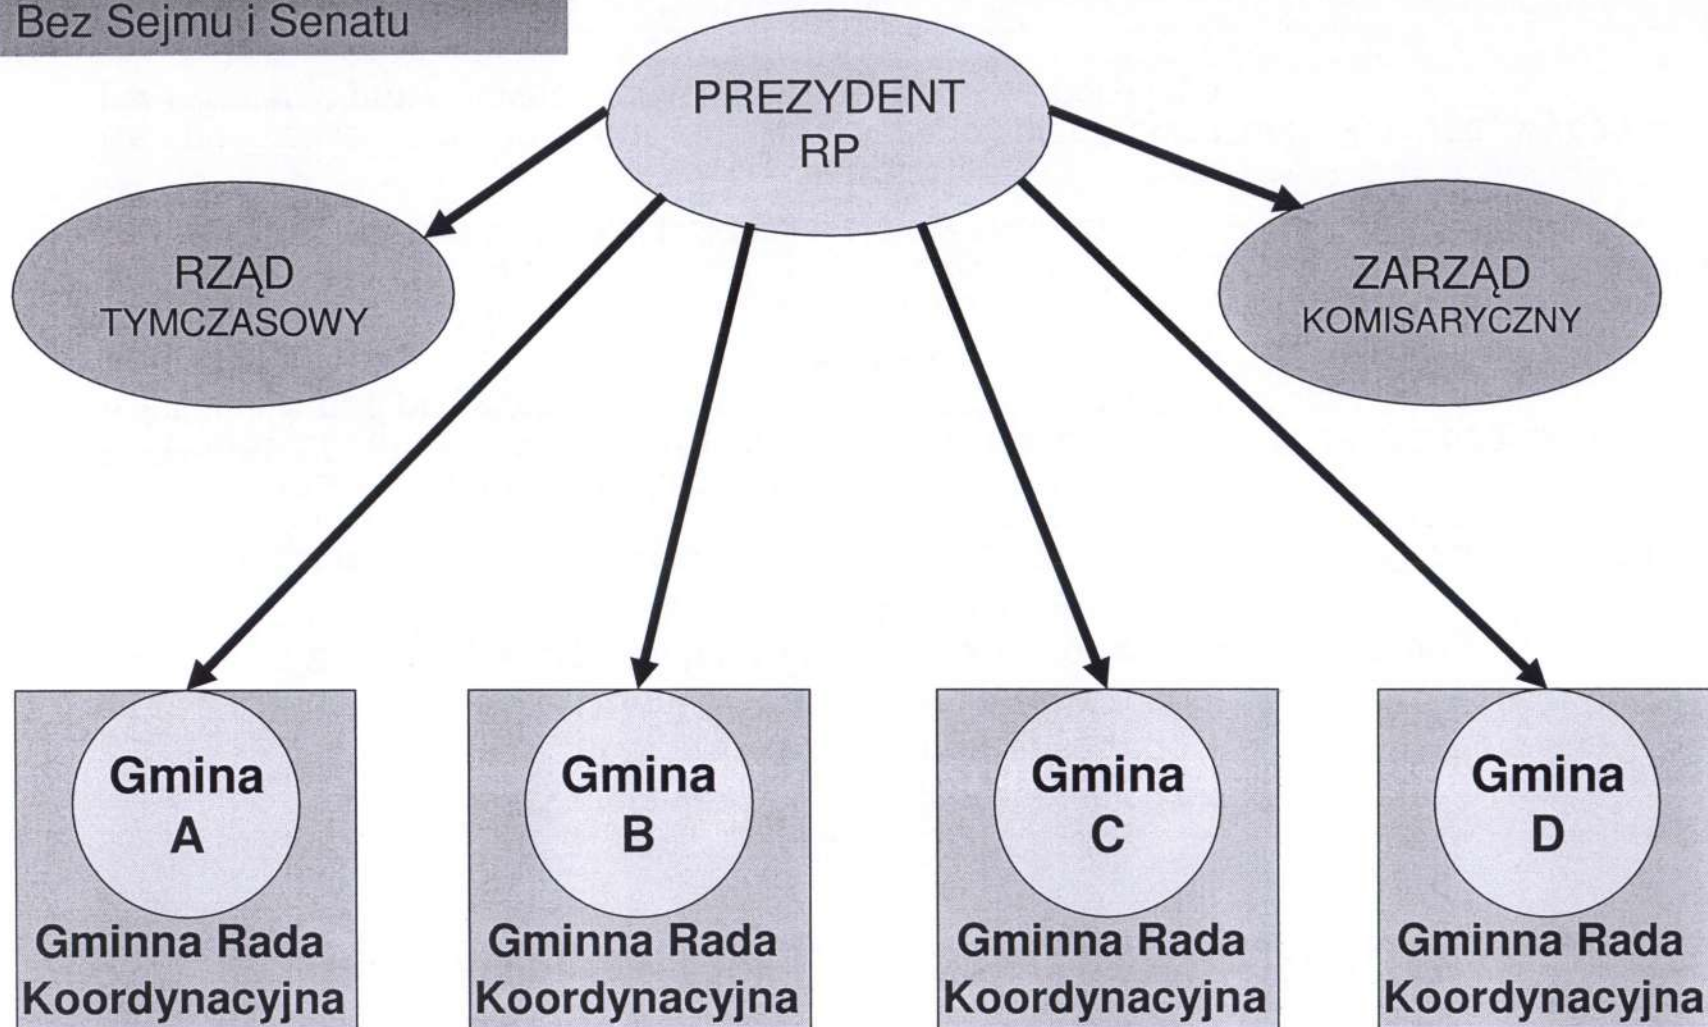 Bez Sejmu i Senatu
PREZYDENT
RP
RZĄD
TYMCZASOWY
ZARZĄD
KOMISARYCZNY
Gmina
A
Gminna Rada
Koordynacyjna
Gmina
B
Gminna Rada
Koordynacyjna
Gmina
C
Gminna Rada
Koordynacyjna
Gmina
D
Gminna Rada
Koordynacyjna